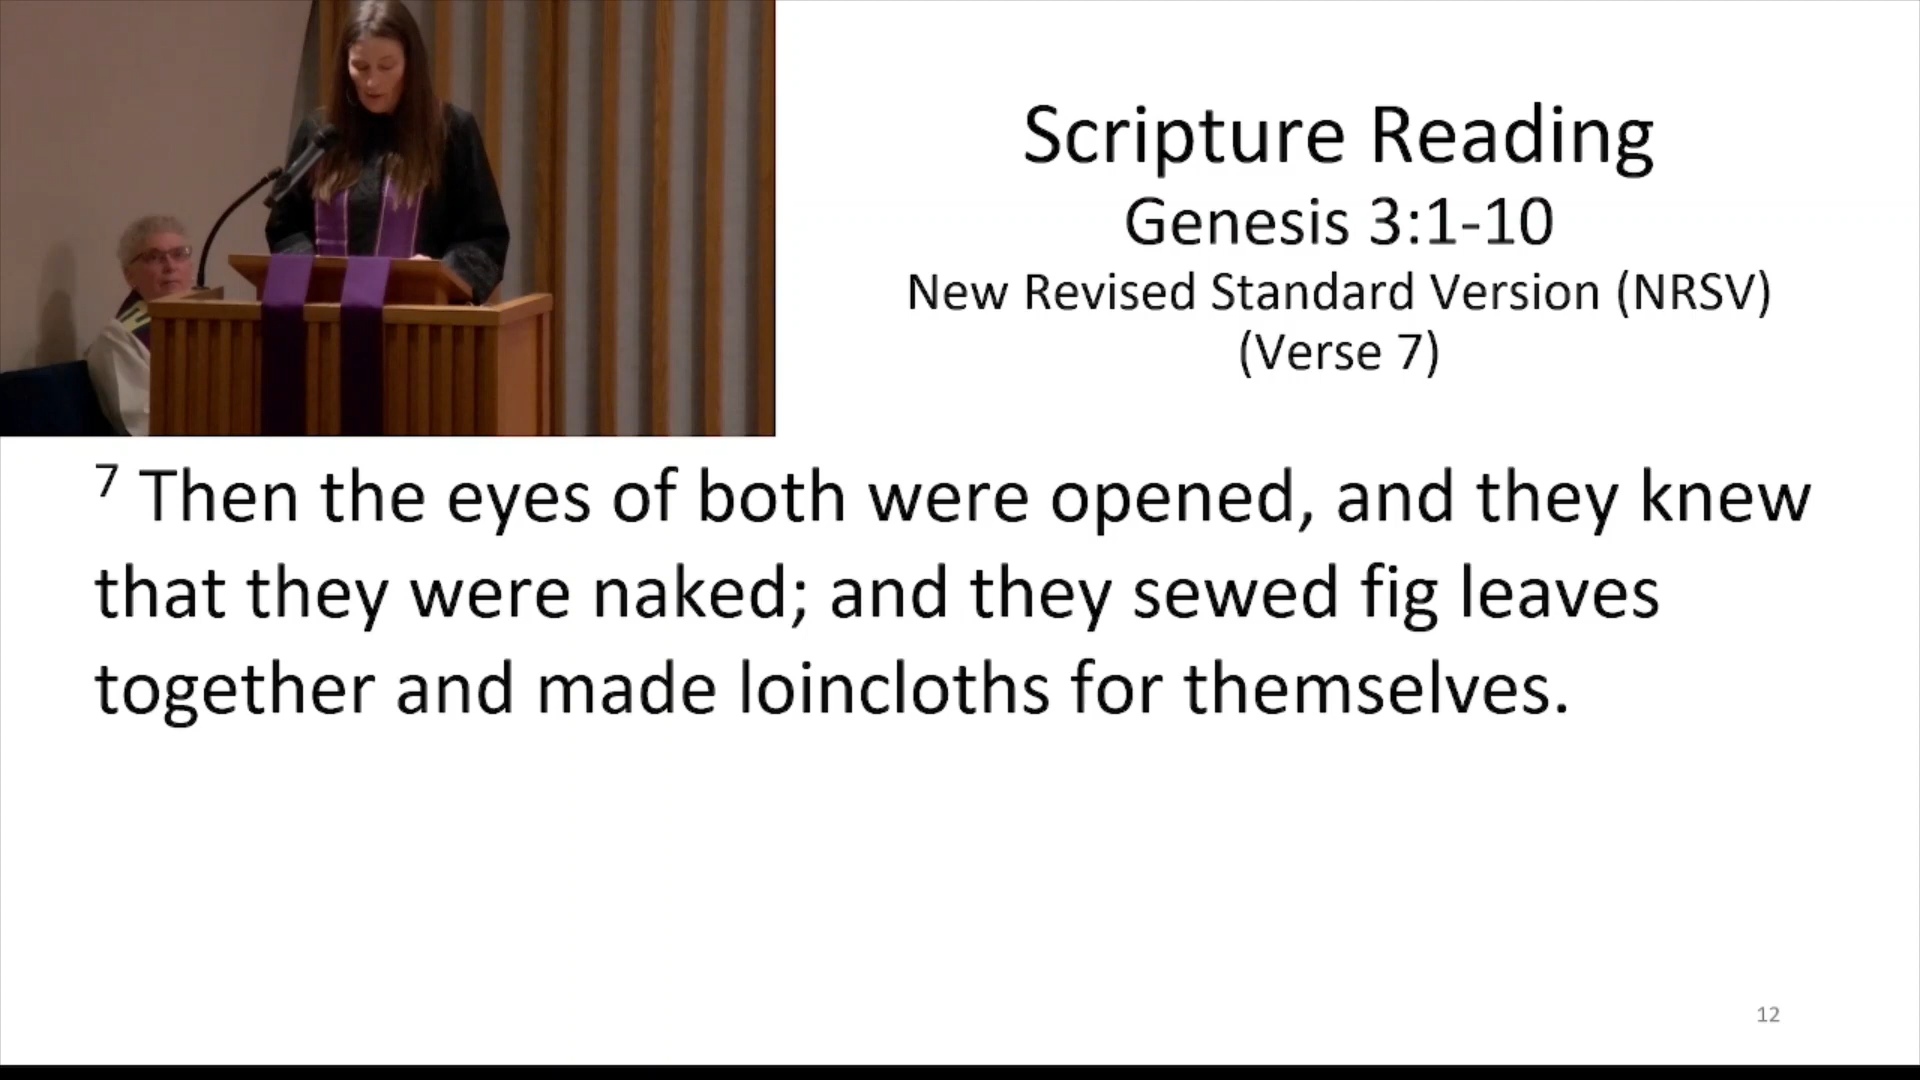 Scripture Reading
Genesis 3:1-10
New Revised Standard Version (NRSV)
(Verse 7)
7 Then the eyes of both were opened, and they knew
that they were naked; and they sewed fig leaves
together and made loincloths for themselves.
12